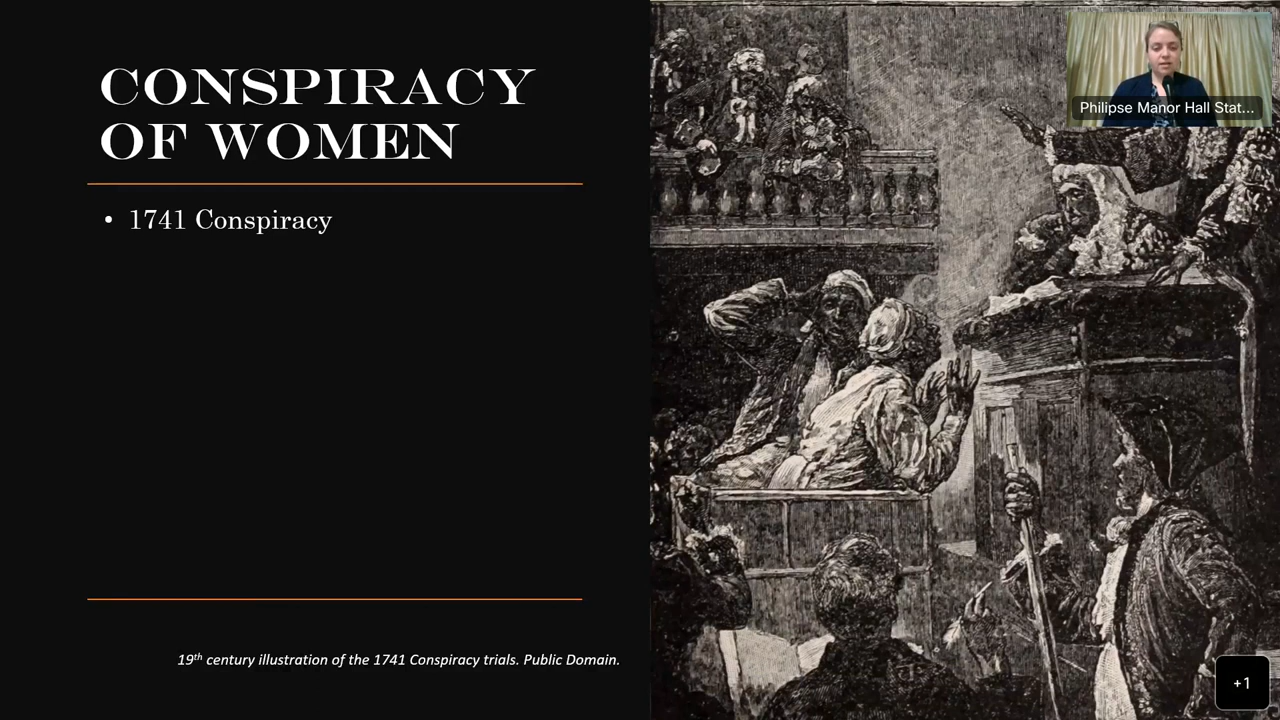 CONSPIRACY
OF WOMEN
• 1741 Conspiracy
19th century illustration of the 1741 Conspiracy trials. Public Domain.
Philipse Manor Hall Stat...
+1